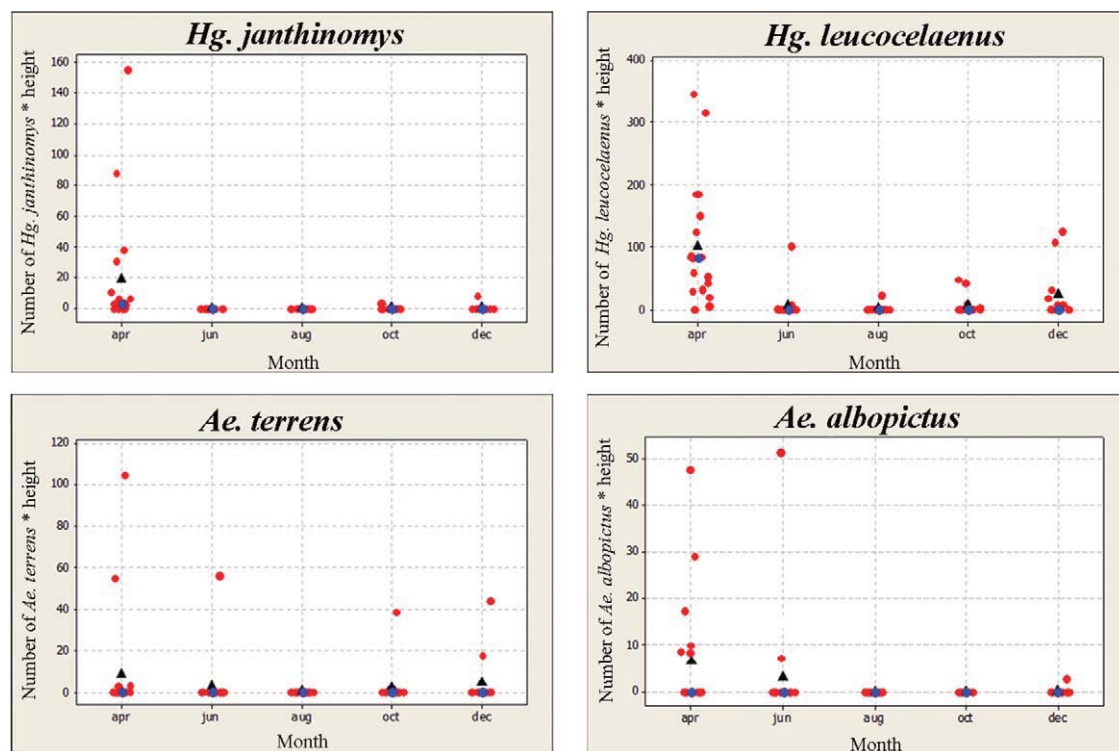 Hg. janthinomys
Number of Hg. janthinomys * height
160
140
120
100
80
60
40
20
0
apr
jun
aug
oct
dec
Month
Hg. leucocelaenus
Number of Hg. leucocelaenus * height
400
300
200
100
0
apr
jun
aug
oct
dec
Month
Ae. terrens
Number of Ae. terrens * height
120
100
80
60
40
20
0
apr
jun
aug
oct
dec
Month
Ae. albopictus
Number of Ae. albopictus * height
50
40
30
20
10
0
apr
jun
aug
oct
dec
Month